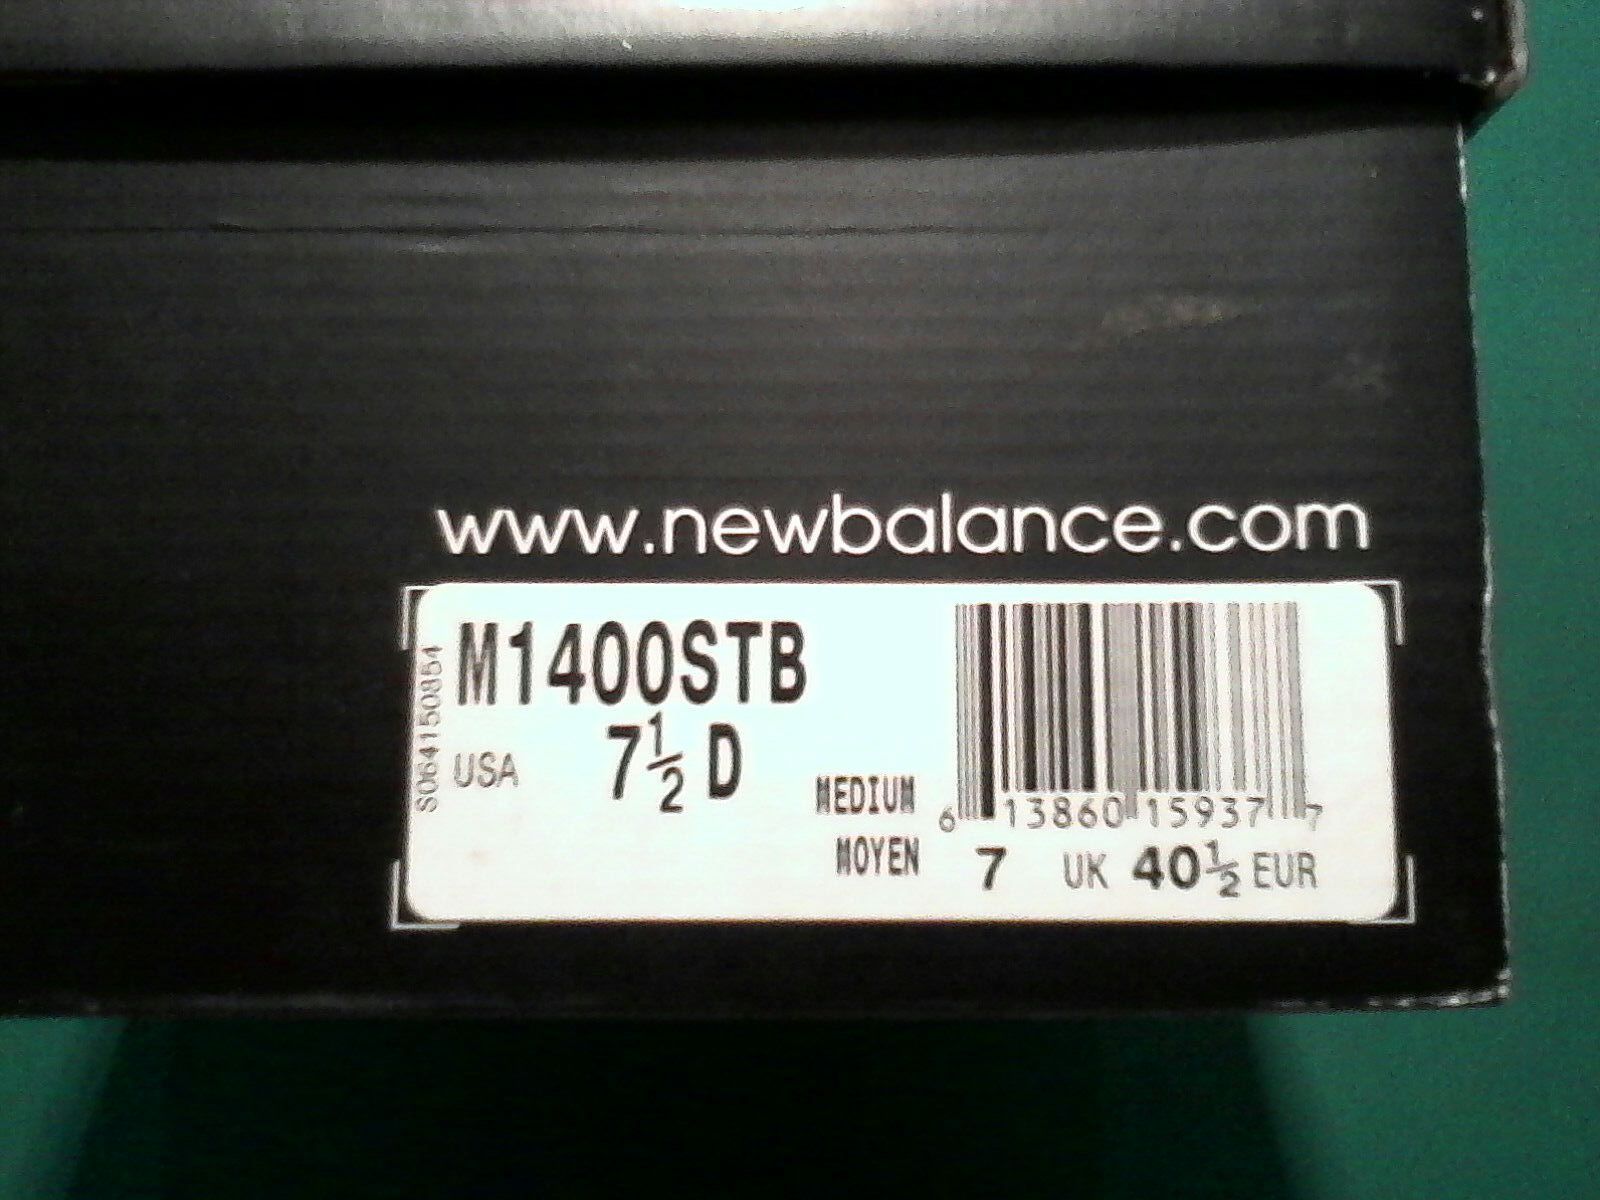 www.newbalance.com
S064150854
M1400STB
USA 7½ D
MEDIUM
MOYEN
6 13860 15937 7
7 UK 40½ EUR